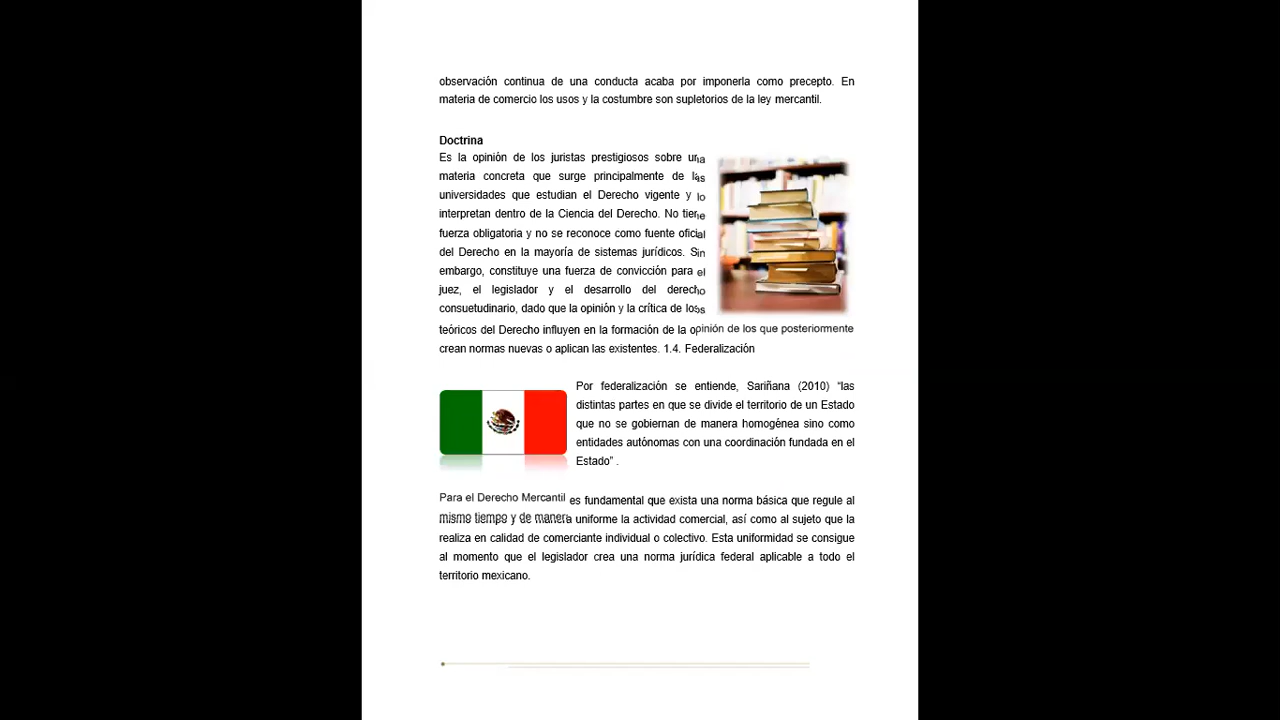 observación continua de una conducta acaba por imponerla como precepto. En
materia de comercio los usos y la costumbre son supletorios de la ley mercantil.
Doctrina
Es la opinión de los juristas prestigiosos sobre una
materia concreta que surge principalmente de las
universidades que estudian el Derecho vigente y lo
interpretan dentro de la Ciencia del Derecho. No tiene
fuerza obligatoria y no se reconoce como fuente oficial
del Derecho en la mayoría de sistemas jurídicos. Sin
embargo, constituye una fuerza de convicción para el
juez, el legislador y el desarrollo del derecho
consuetudinario, dado que la opinión y la crítica de los
teóricos del Derecho influyen en la formación de la opinión de los que posteriormente
crean normas nuevas o aplican las existentes. 1.4. Federalización
Por federalización se entiende, Sariñana (2010) “las
distintas partes en que se divide el territorio de un Estado
que no se gobiernan de manera homogénea sino como
entidades autónomas con una coordinación fundada en el
Estado” .
Para el Derecho Mercantil es fundamental que exista una norma básica que regule al
mismo tiempo y de manera uniforme la actividad comercial, así como al sujeto que la
realiza en calidad de comerciante individual o colectivo. Esta uniformidad se consigue
al momento que el legislador crea una norma jurídica federal aplicable a todo el
territorio mexicano.